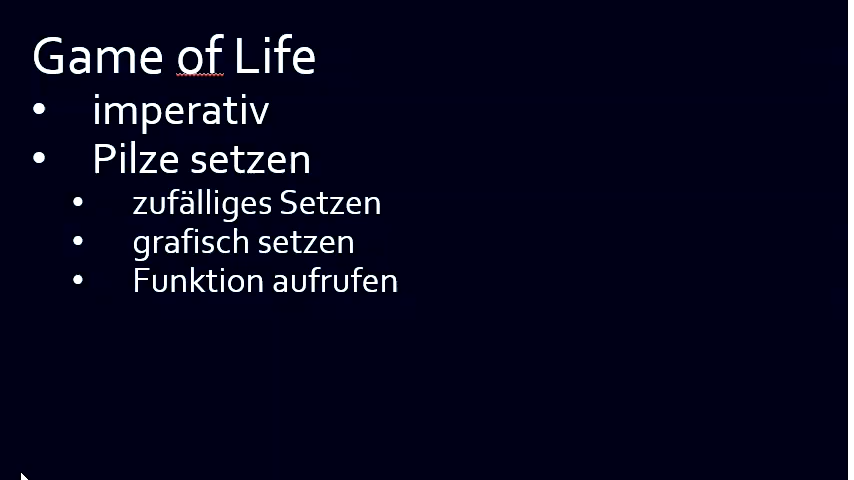 Game of Life
• imperativ
• Pilze setzen
• zufälliges Setzen
• grafisch setzen
• Funktion aufrufen